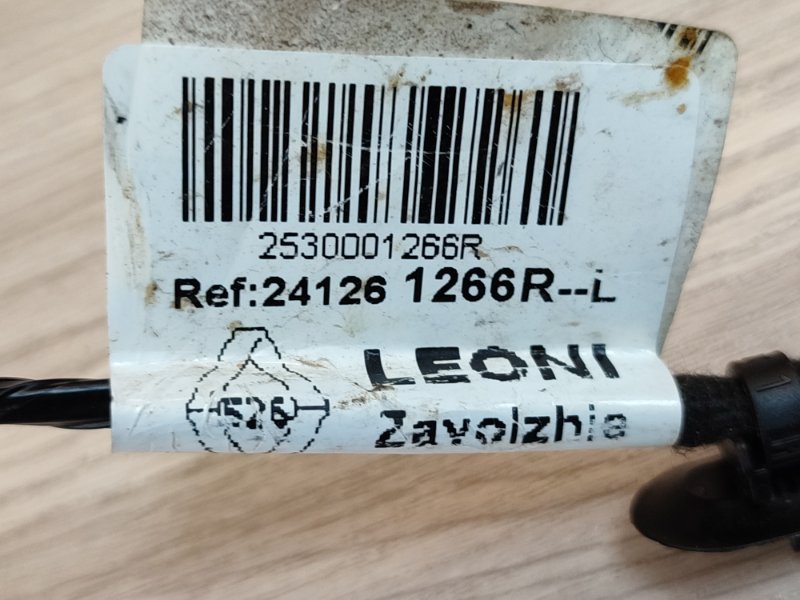 2530001266R
Ref:24126 1266R--L
LEONI
526
Zavolzhie